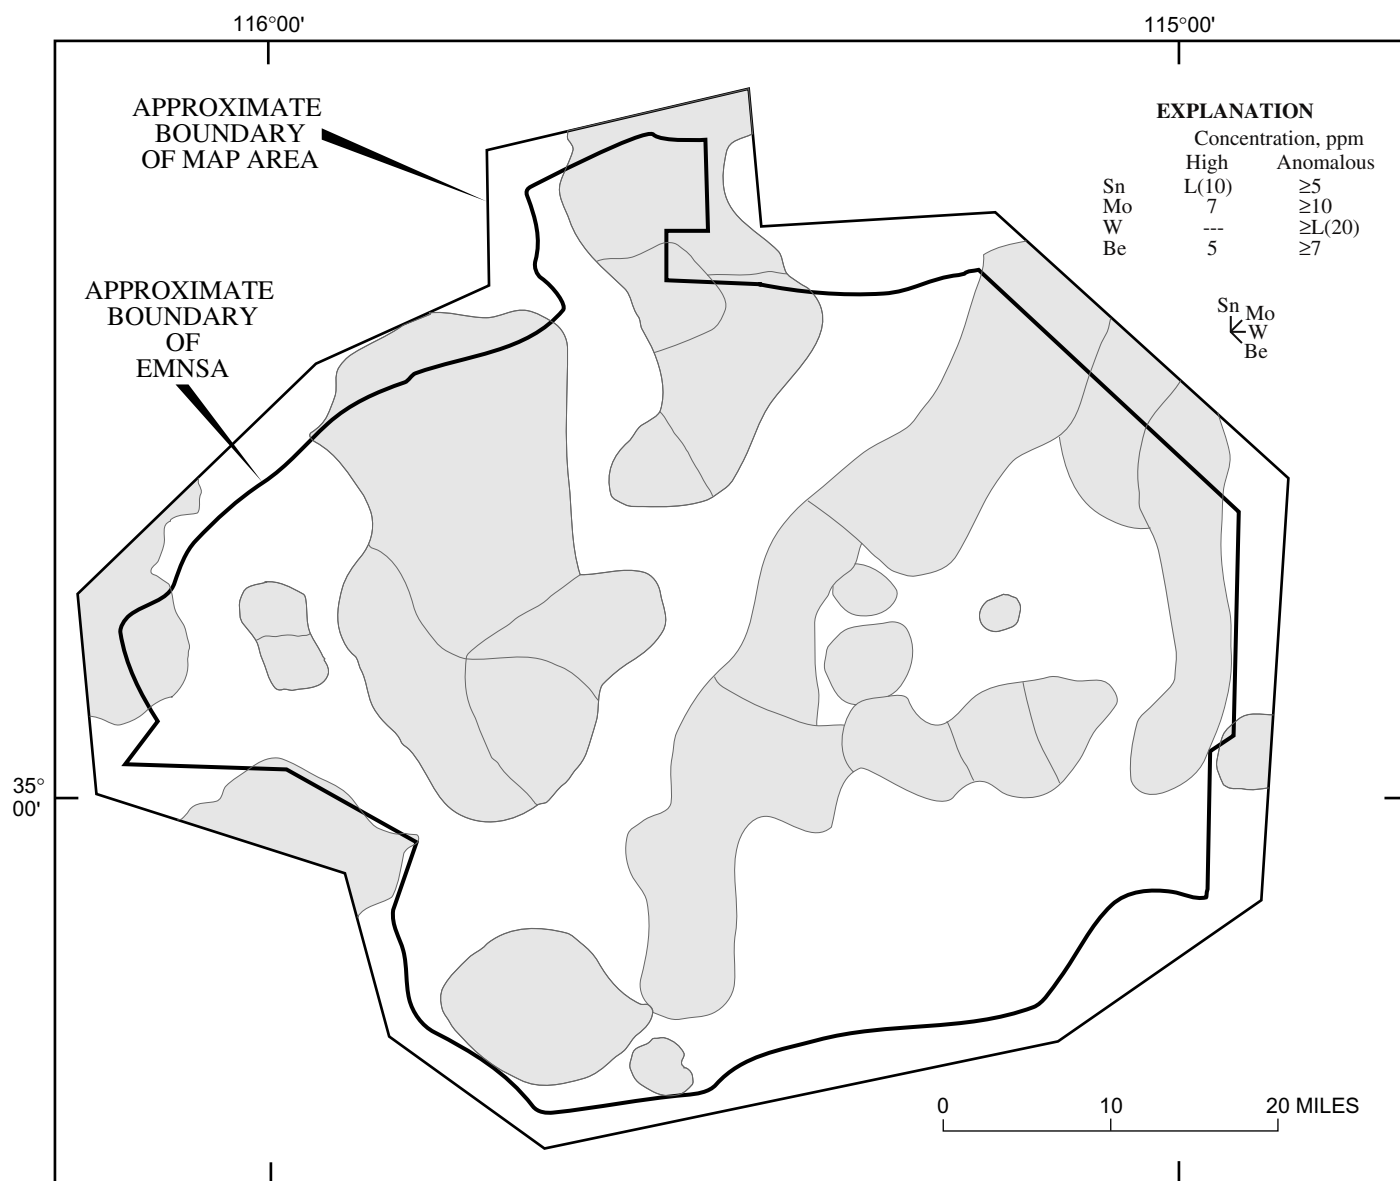 116°00'
115°00'
APPROXIMATE
BOUNDARY
OF MAP AREA
EXPLANATION
Concentration, ppm
High Anomalous
Sn L(10) ≥5
Mo 7 ≥10
W --- ≥L(20)
Be 5 ≥7
APPROXIMATE
BOUNDARY
OF
EMNSA
Sn Mo
W
Be
35°
00'
0 10 20 MILES